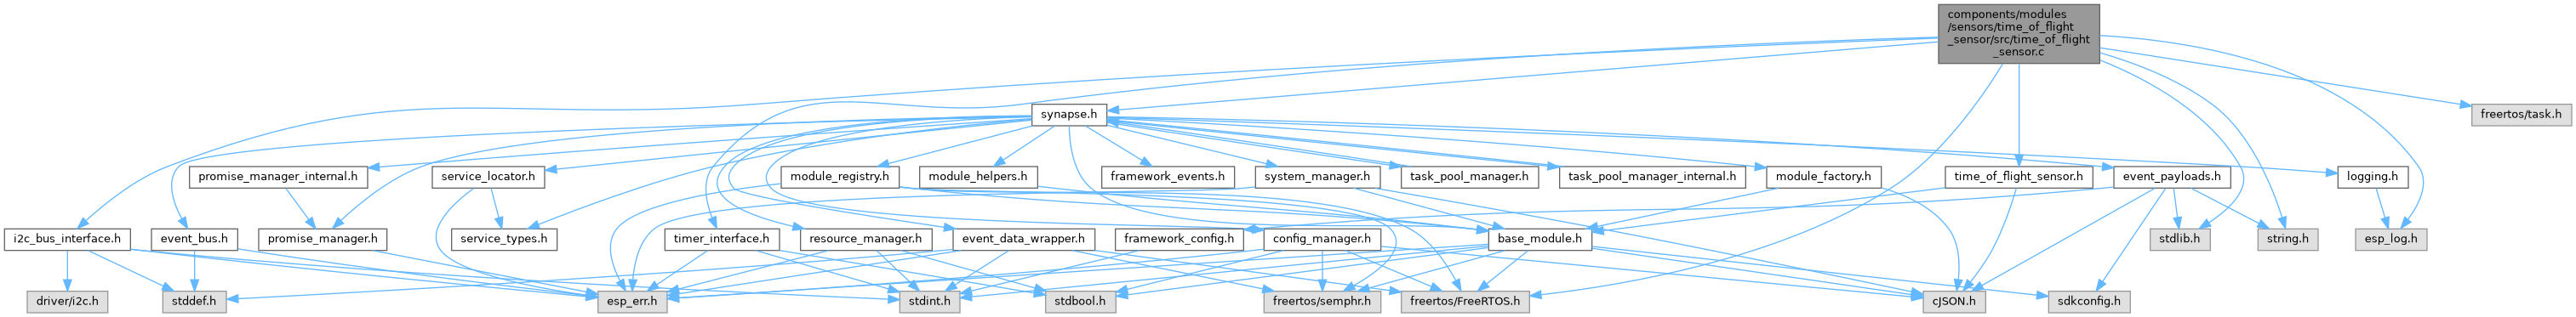 components/modules
/sensors/time_of_flight
_sensor/src/time_of_flight
_sensor.c
freertos/task.h
synapse.h
promise_manager_internal.h
service_locator.h
module_registry.h
module_helpers.h
framework_events.h
system_manager.h
task_pool_manager.h
task_pool_manager_internal.h
module_factory.h
time_of_flight_sensor.h
event_payloads.h
logging.h
i2c_bus_interface.h
event_bus.h
promise_manager.h
service_types.h
timer_interface.h
resource_manager.h
event_data_wrapper.h
framework_config.h
config_manager.h
base_module.h
stdlib.h
string.h
esp_log.h
driver/i2c.h
stddef.h
esp_err.h
stdint.h
stdbool.h
freertos/semphr.h
freertos/FreeRTOS.h
cJSON.h
sdkconfig.h